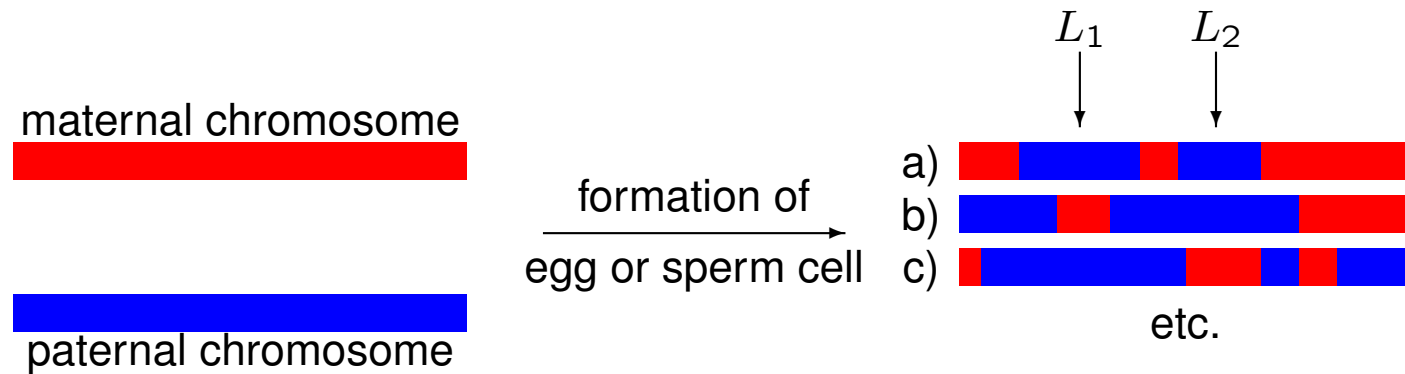 maternal chromosome
paternal chromosome
formation of
egg or sperm cell
L₁ L₂
a)
b)
c)
etc.